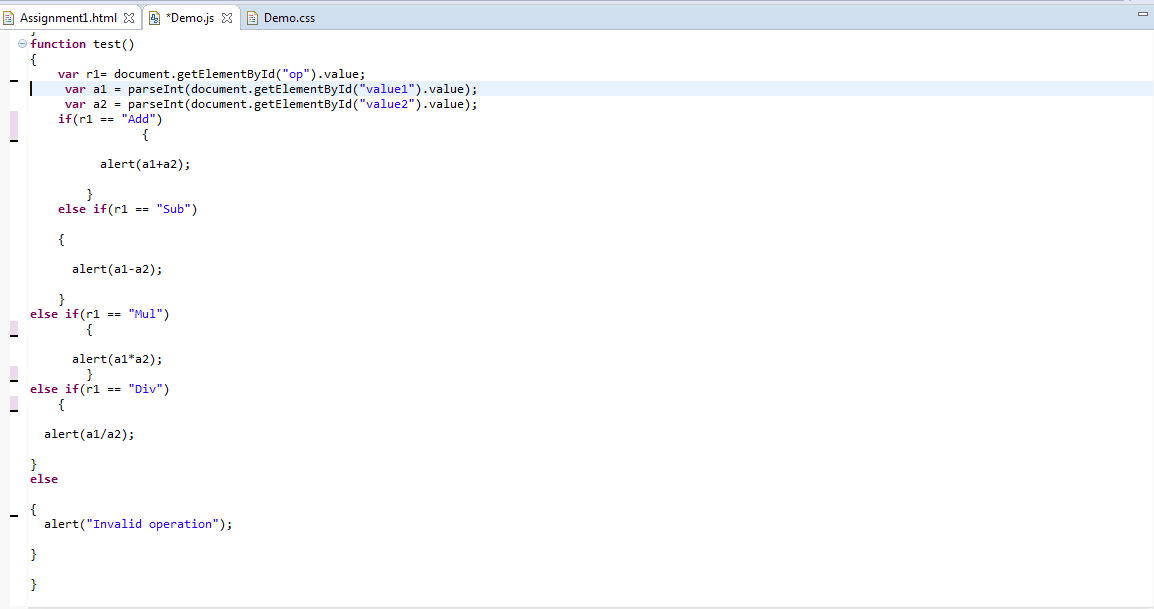 Assignment1.html *Demo.js Demo.css
}
function test()
{
var r1= document.getElementById("op").value;
var a1 = parseInt(document.getElementById("value1").value);
var a2 = parseInt(document.getElementById("value2").value);
if(r1 == "Add")
{
alert(a1+a2);
}
else if(r1 == "Sub")
{
alert(a1-a2);
}
else if(r1 == "Mul")
{
alert(a1*a2);
}
else if(r1 == "Div")
{
alert(a1/a2);
}
else
{
alert("Invalid operation");
}
}